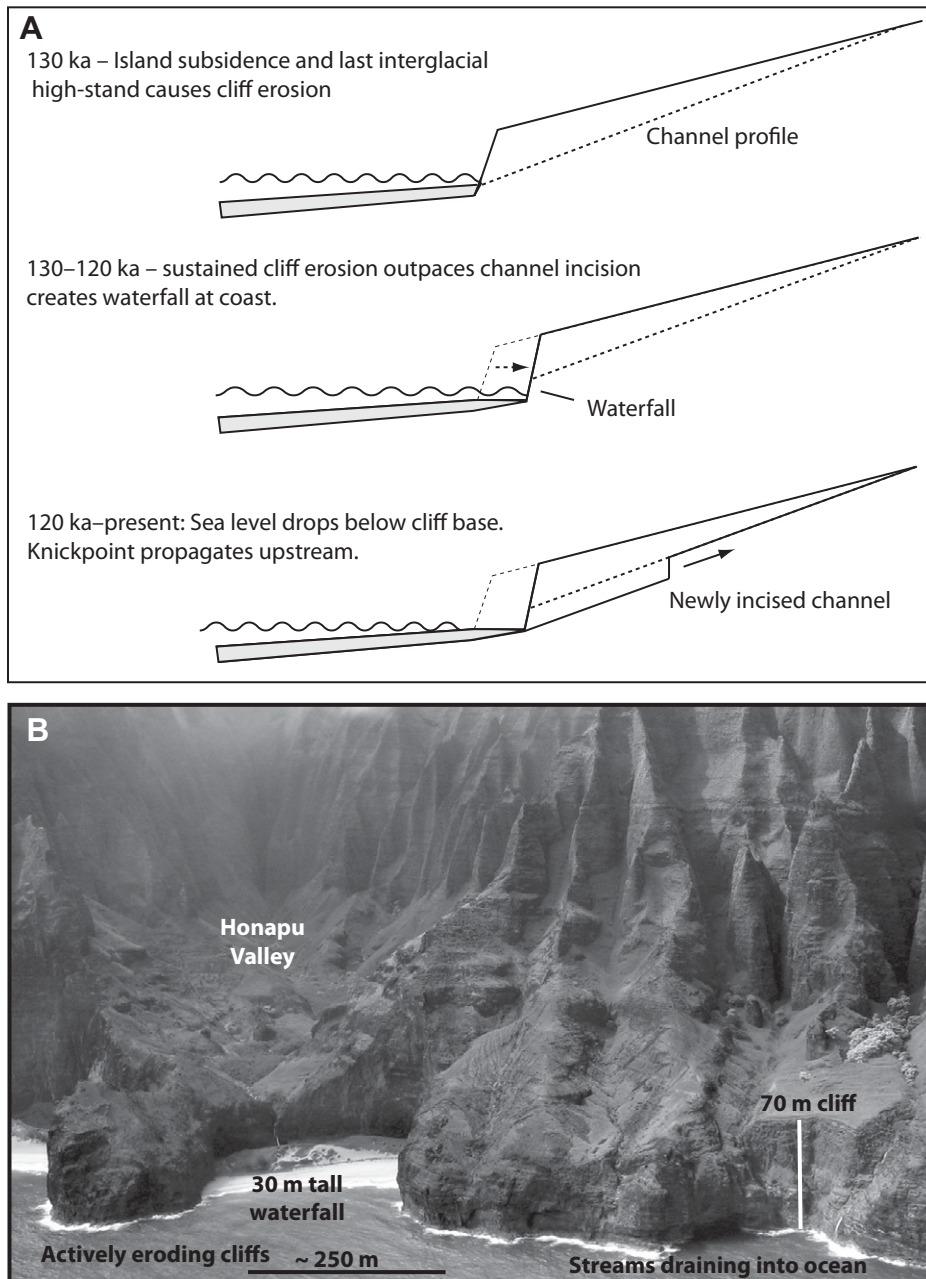 A
130 ka – Island subsidence and last interglacial
high-stand causes cliff erosion
Channel profile
130–120 ka – sustained cliff erosion outpaces channel incision
creates waterfall at coast.
Waterfall
120 ka–present: Sea level drops below cliff base.
Knickpoint propagates upstream.
Newly incised channel
B
Honapu
Valley
70 m cliff
30 m tall
waterfall
Actively eroding cliffs
~ 250 m
Streams draining into ocean